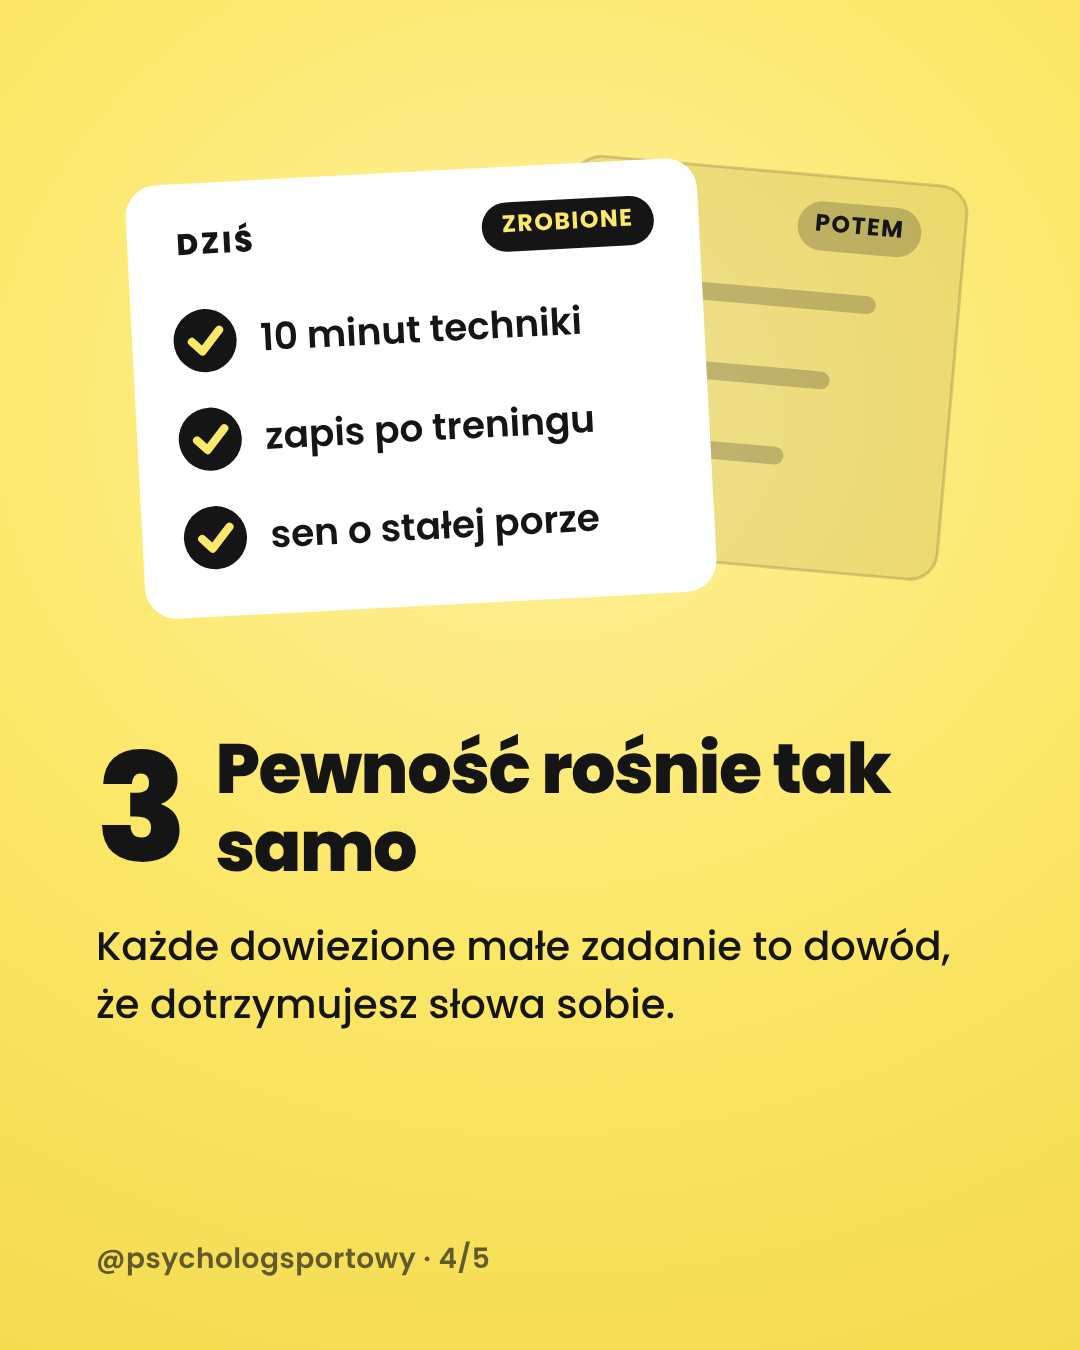 DZIŚ
ZROBIONE
POTEM
10 minut techniki
zapis po treningu
sen o stałej porze
3
Pewność rośnie tak
samo
Każde dowiezione małe zadanie to dowód,
że dotrzymujesz słowa sobie.
@psychologsportowy · 4/5